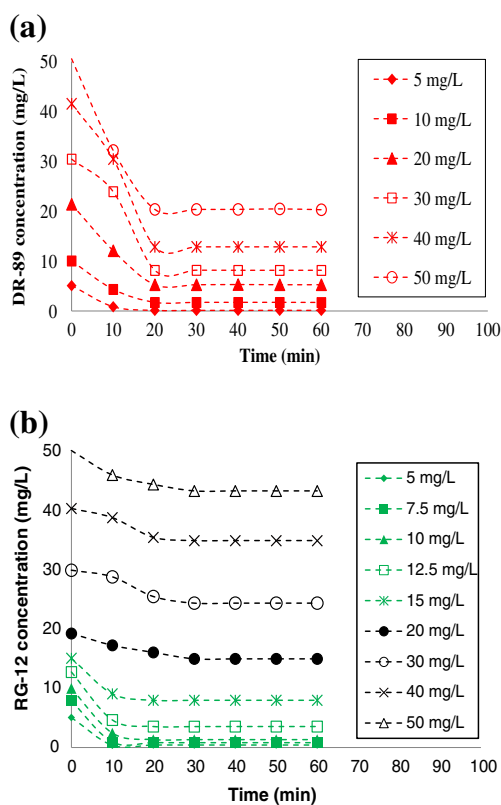 (a)
DR-89 concentration (mg/L)
50
40
30
20
10
0
0 10 20 30 40 50 60 70 80 90 100
Time (min)
5 mg/L
10 mg/L
20 mg/L
30 mg/L
40 mg/L
50 mg/L
(b)
RG-12 concentration (mg/L)
50
40
30
20
10
0
0 10 20 30 40 50 60 70 80 90 100
Time (min)
5 mg/L
7.5 mg/L
10 mg/L
12.5 mg/L
15 mg/L
20 mg/L
30 mg/L
40 mg/L
50 mg/L